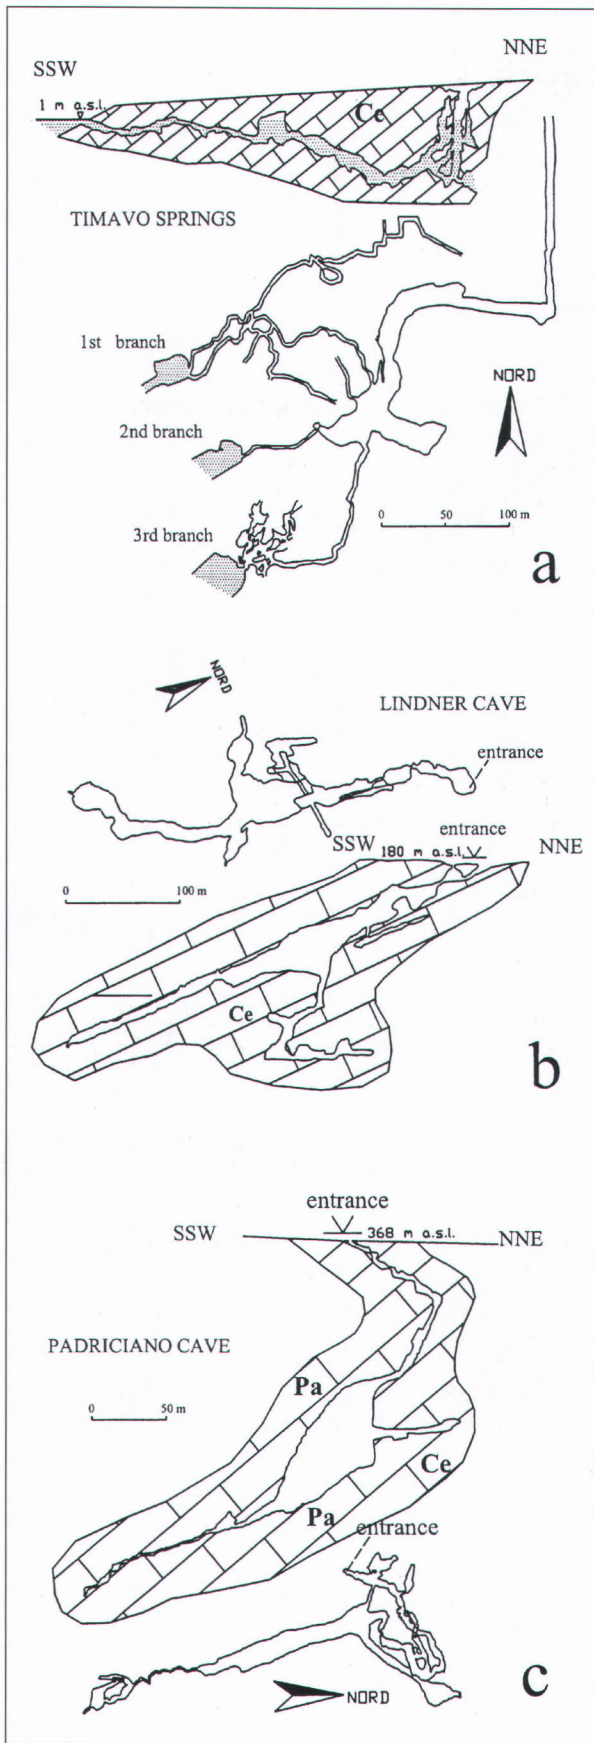 NNE
SSW
1 m a.s.l.
Ce
TIMAVO SPRINGS
1st branch
NORD
2nd branch
3rd branch
0 50 100 m
a
NORD
LINDNER CAVE
entrance
SSW 180 m a.s.l. entrance NNE
0 100 m
Ce
b
entrance
SSW 368 m a.s.l. NNE
PADRICIANO CAVE
Pa
0 50 m
Ce
Pa
entrance
NORD
c